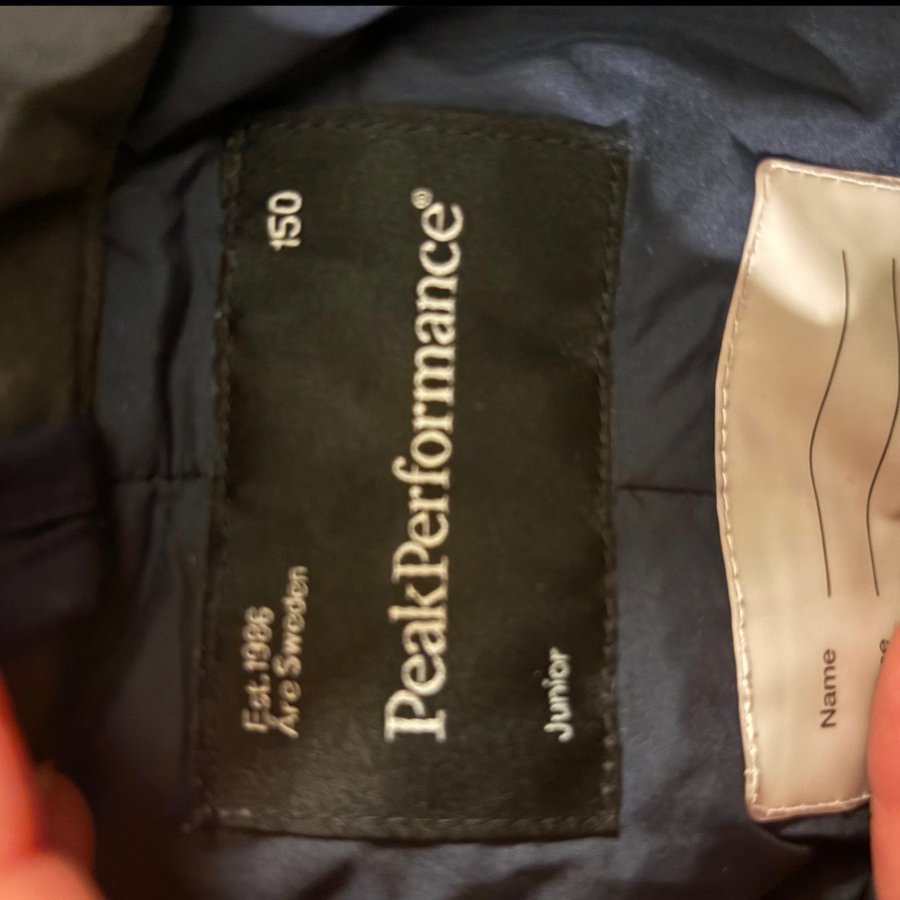 Est. 1986
Åre Sweden
150
PeakPerformance®
Junior
Name